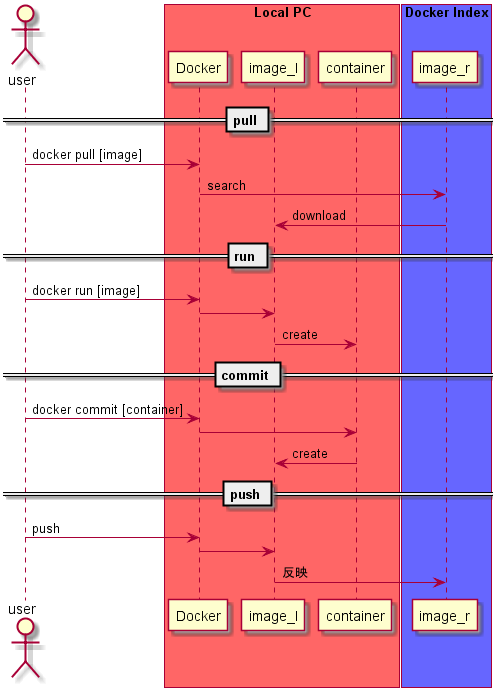 Local PC
Docker Index
user
Docker
image_l
container
image_r
pull
docker pull [image]
search
download
run
docker run [image]
create
commit
docker commit [container]
create
push
push
反映
user
Docker
image_l
container
image_r